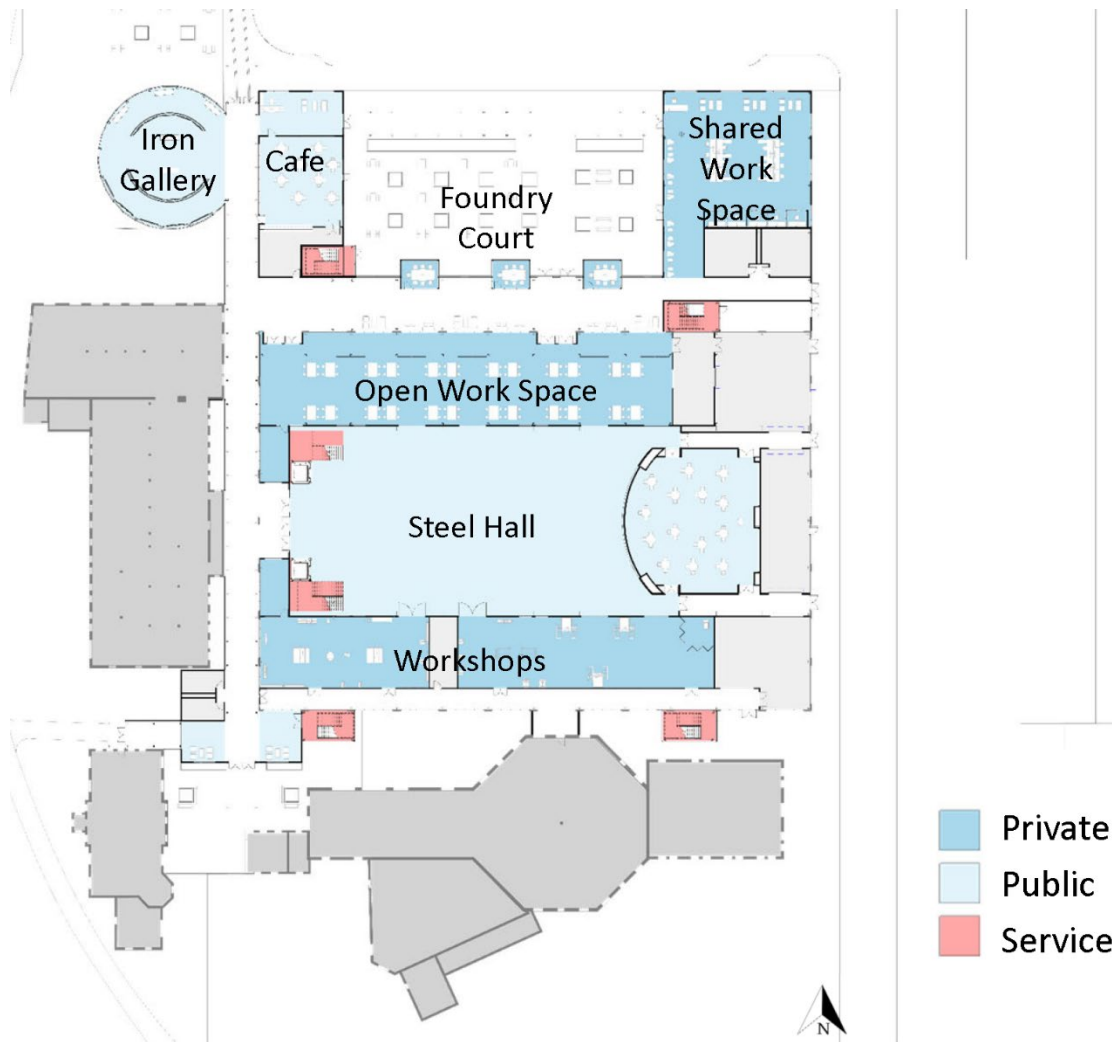 Iron
Gallery
Cafe
Foundry
Court
Shared
Work
Space
Open Work Space
Steel Hall
Workshops
Private
Public
Service
N